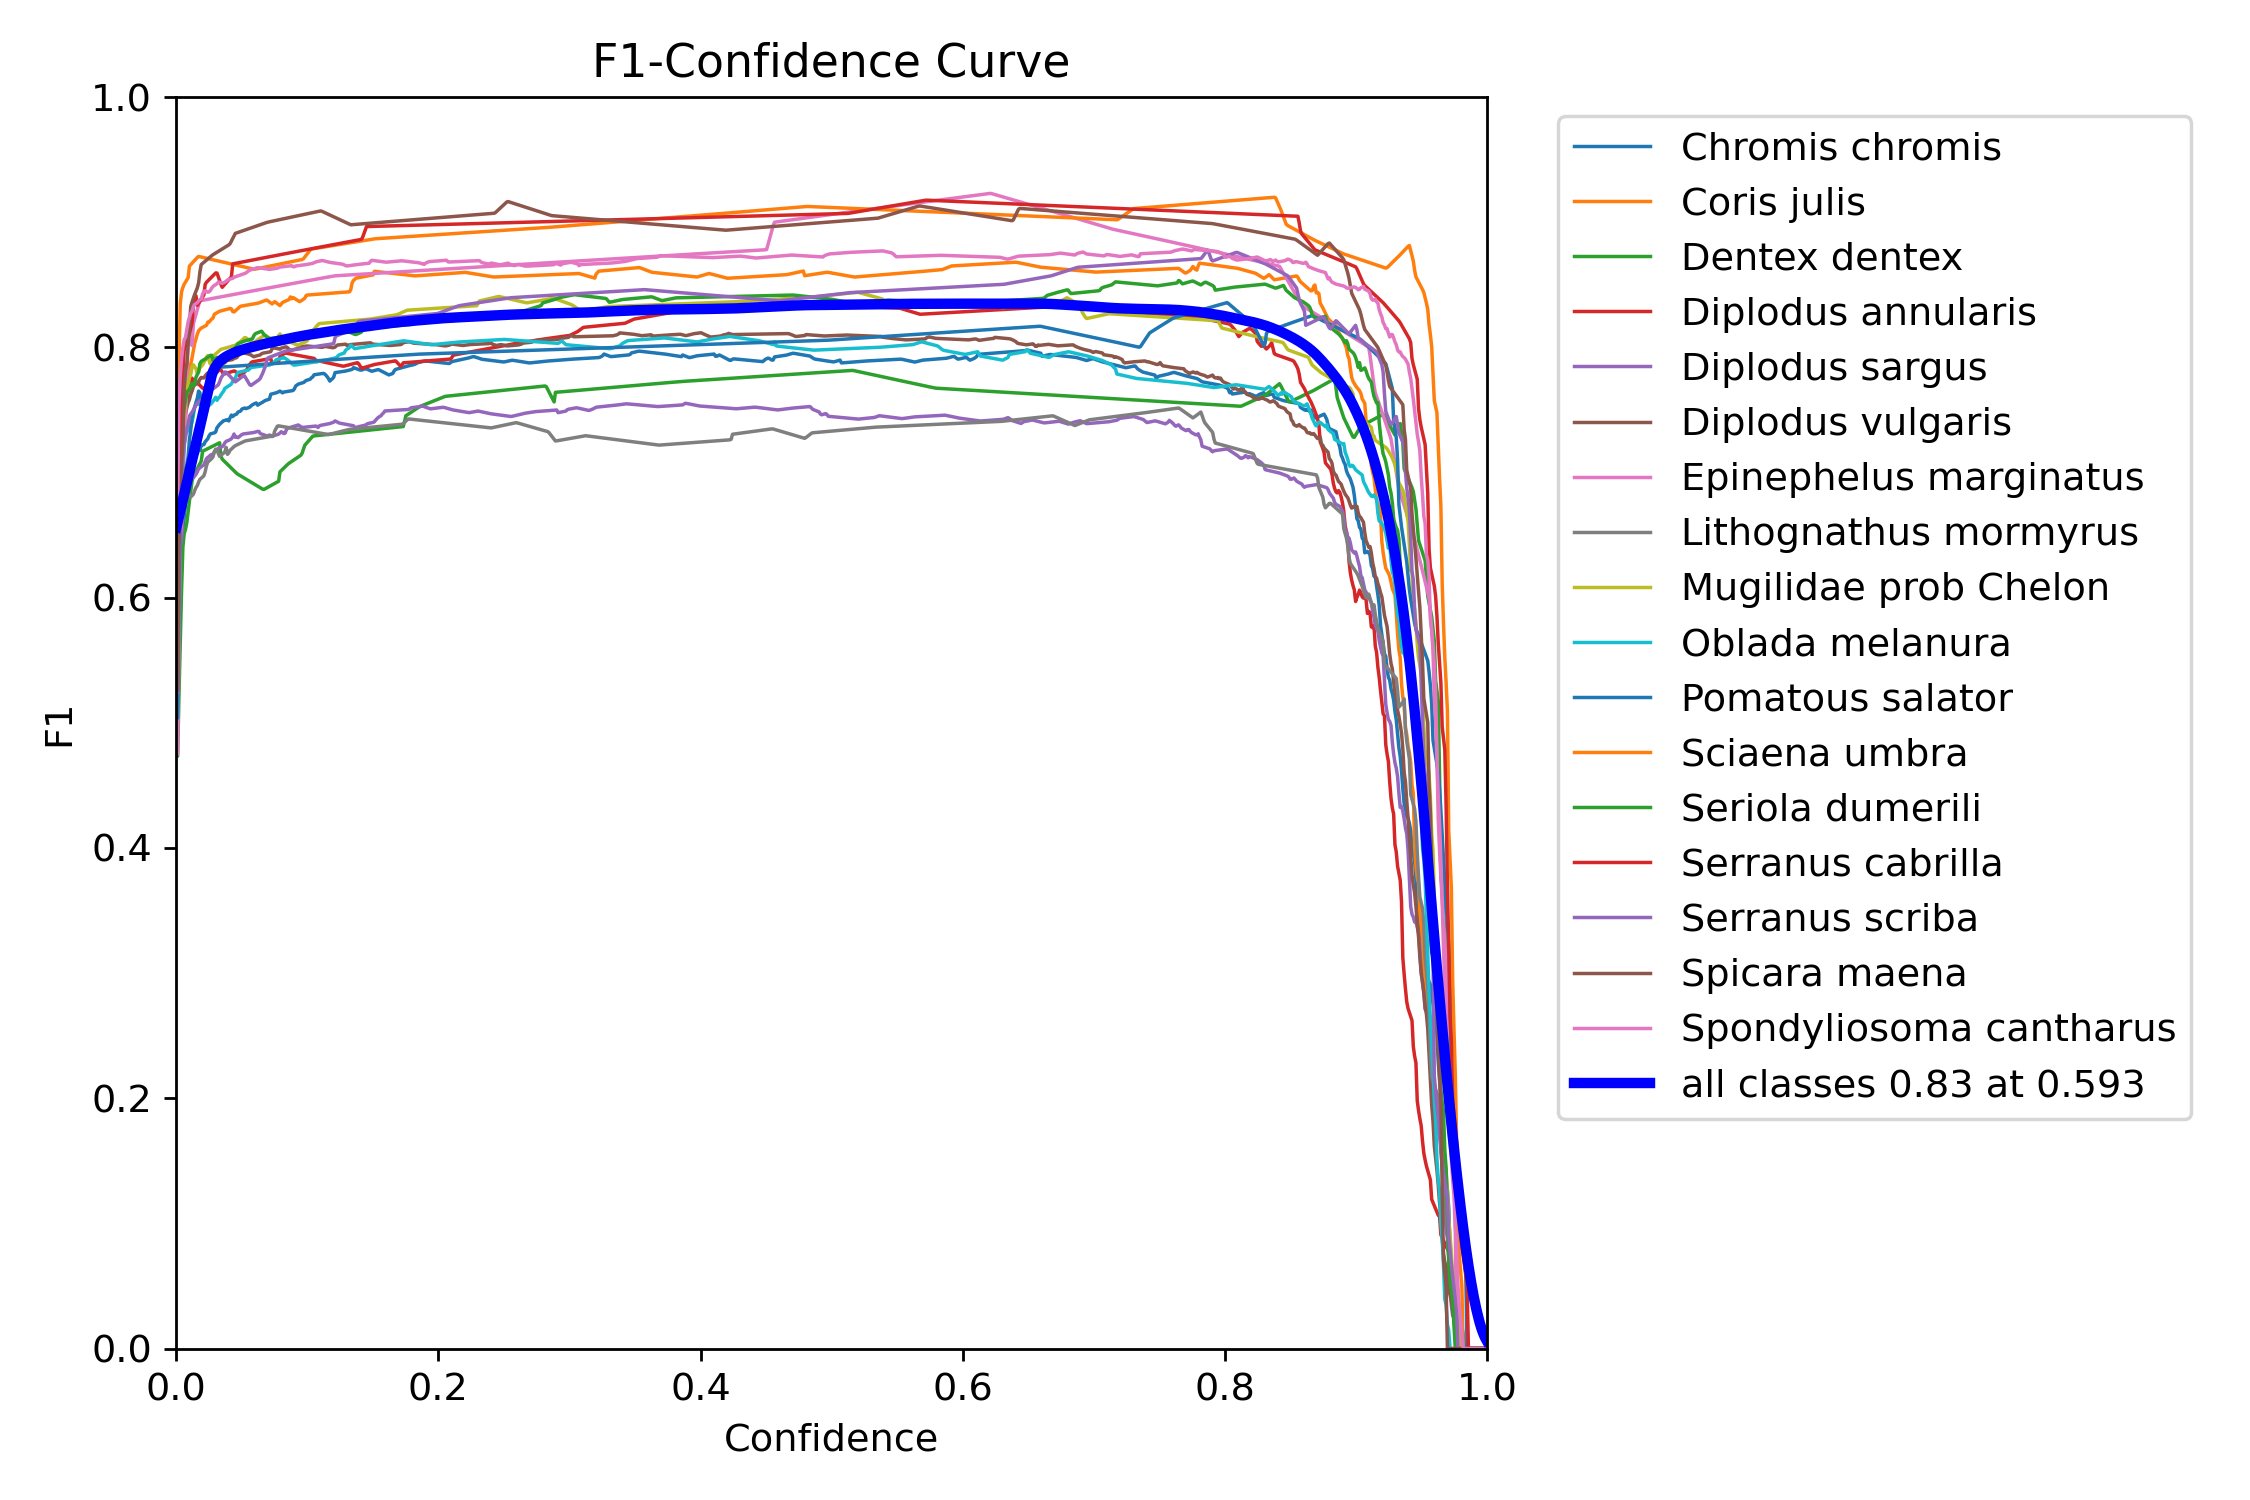 F1-Confidence Curve
1.0
0.8
0.6
0.4
0.2
0.0
F1
0.0 0.2 0.4 0.6 0.8 1.0
Confidence
Chromis chromis
Coris julis
Dentex dentex
Diplodus annularis
Diplodus sargus
Diplodus vulgaris
Epinephelus marginatus
Lithognathus mormyrus
Mugilidae prob Chelon
Oblada melanura
Pomatous salator
Sciaena umbra
Seriola dumerili
Serranus cabrilla
Serranus scriba
Spicara maena
Spondyliosoma cantharus
all classes 0.83 at 0.593